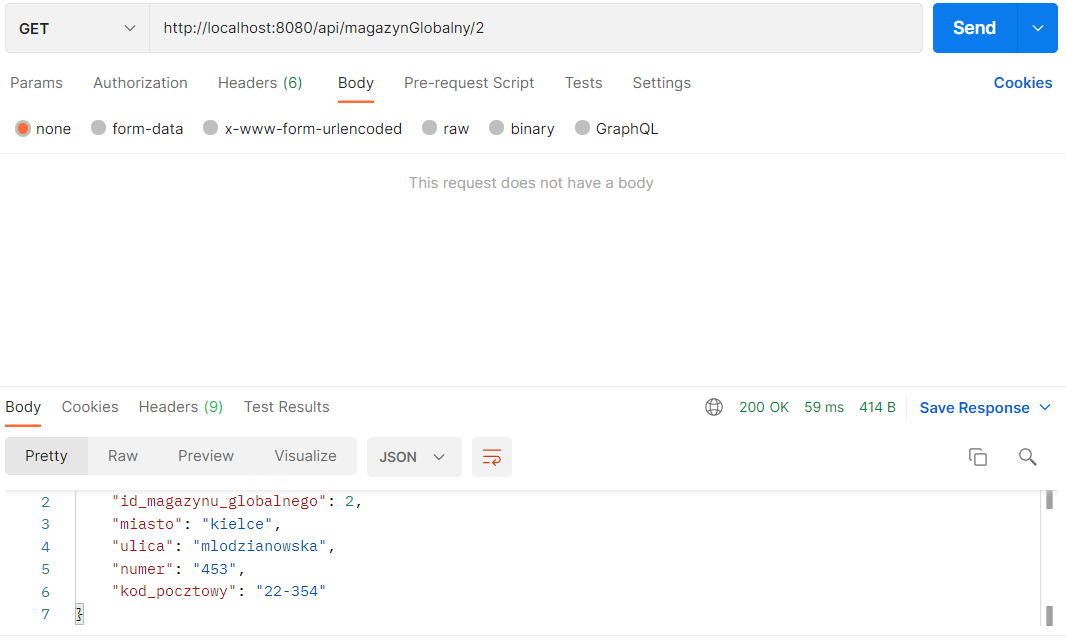 GET http://localhost:8080/api/magazynGlobalny/2 Send
Params Authorization Headers (6) Body Pre-request Script Tests Settings Cookies
none form-data x-www-form-urlencoded raw binary GraphQL
This request does not have a body
Body Cookies Headers (9) Test Results 200 OK 59 ms 414 B Save Response
Pretty Raw Preview Visualize JSON
2 "id_magazynu_globalnego": 2,
3 "miasto": "kielce",
4 "ulica": "mlodzianowska",
5 "numer": "453",
6 "kod_pocztowy": "22-354"
7 }